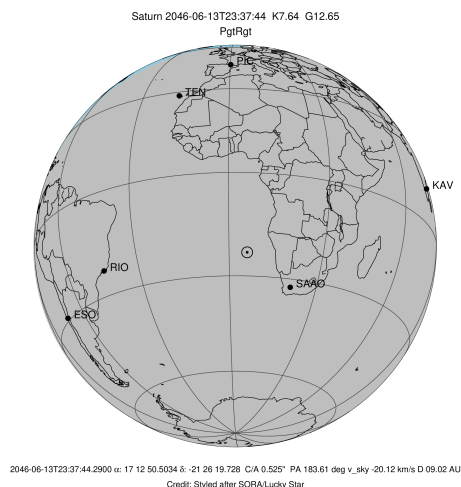 Saturn 2046-06-13T23:37:44 K7.64 G12.65
PgtRgt
PIC
TEN
KAV
RIO
SAAO
ESO
2046-06-13T23:37:44.2900 α: 17 12 50.5034 δ: -21 26 19.728 C/A 0.525" PA 183.61 deg v_sky -20.12 km/s D 09.02 AU
Credit: Styled after SORA/Lucky Star